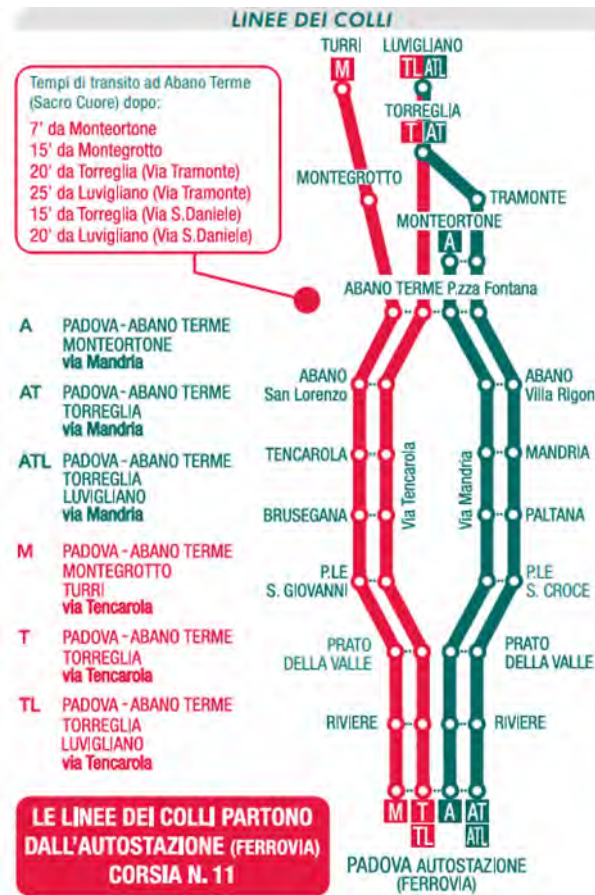 LINEE DEI COLLI
TURRI
LUVIGLIANO
M
TL ATL
TORREGLIA
T AT
Tempi di transito ad Abano Terme
(Sacro Cuore) dopo:
7' da Monteortone
15' da Montegrotto
20' da Torreglia (Via Tramonte)
25' da Luvigliano (Via Tramonte)
15' da Torreglia (Via S.Daniele)
20' da Luvigliano (Via S.Daniele)
MONTEGROTTO
TRAMONTE
MONTEORTONE
A
ABANO TERME P.zza Fontana
A PADOVA - ABANO TERME
MONTEORTONE
via Mandria
AT PADOVA - ABANO TERME
TORREGLIA
via Mandria
ATL PADOVA - ABANO TERME
TORREGLIA
LUVIGLIANO
via Mandria
M PADOVA - ABANO TERME
MONTEGROTTO
TURRI
via Tencarola
T PADOVA - ABANO TERME
TORREGLIA
via Tencarola
TL PADOVA - ABANO TERME
TORREGLIA
LUVIGLIANO
via Tencarola
ABANO
San Lorenzo
ABANO
Villa Rigon
TENCAROLA
Via Tencarola
Via Mandria
MANDRIA
BRUSEGANA
PALTANA
P.LE
S. GIOVANNI
P.LE
S. CROCE
PRATO
DELLA VALLE
PRATO
DELLA VALLE
RIVIERE
RIVIERE
M T A AT
TL ATL
PADOVA AUTOSTAZIONE
(FERROVIA)
LE LINEE DEI COLLI PARTONO
DALL'AUTOSTAZIONE (FERROVIA)
CORSIA N. 11